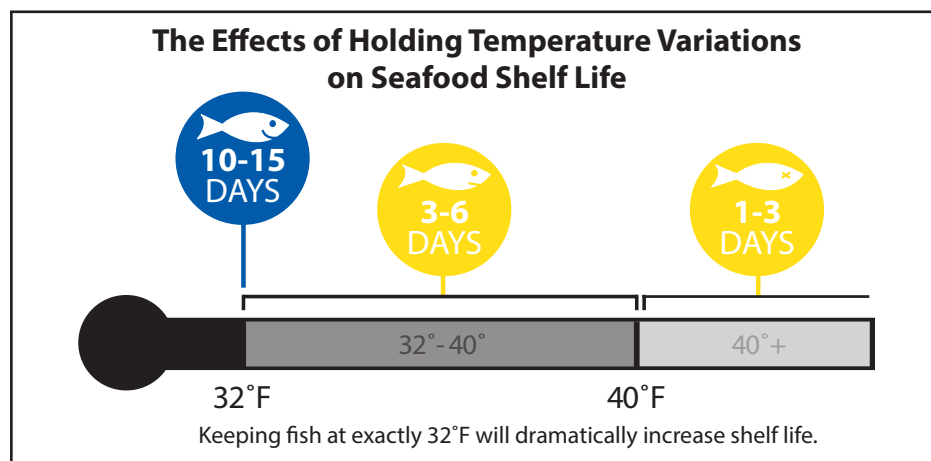 The Effects of Holding Temperature Variations
on Seafood Shelf Life
10-15
DAYS
3-6
DAYS
1-3
DAYS
32˚-40˚
40˚+
32˚F
40˚F
Keeping fish at exactly 32˚F will dramatically increase shelf life.